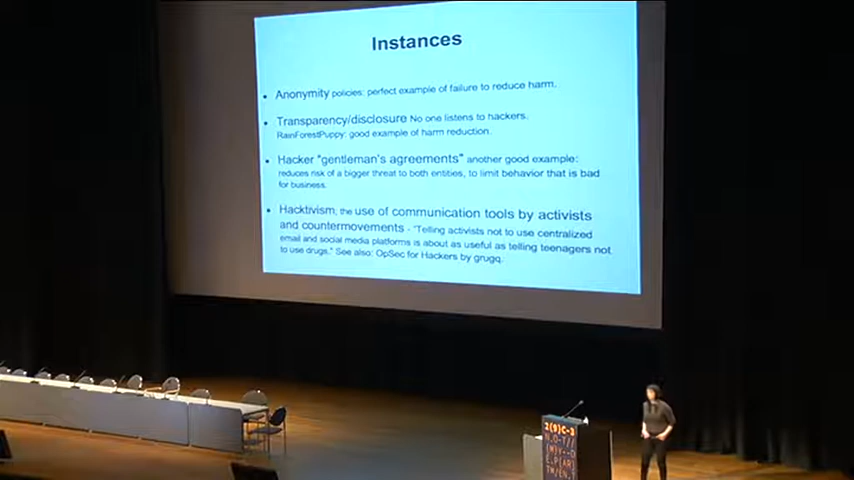 Instances
• Anonymity policies: perfect example of failure to reduce harm.
• Transparency/disclosure No one listens to hackers.
RainForestPuppy: good example of harm reduction.
• Hacker "gentleman's agreements" another good example:
reduces risk of a bigger threat to both entities, to limit behavior that is bad
for business.
• Hacktivism, the use of communication tools by activists
and countermovements - "Telling activists not to use centralized
email and social media platforms is about as useful as telling teenagers not
to use drugs." See also: OpSec for Hackers by grugq.
2(9)C-3
N.O-T/